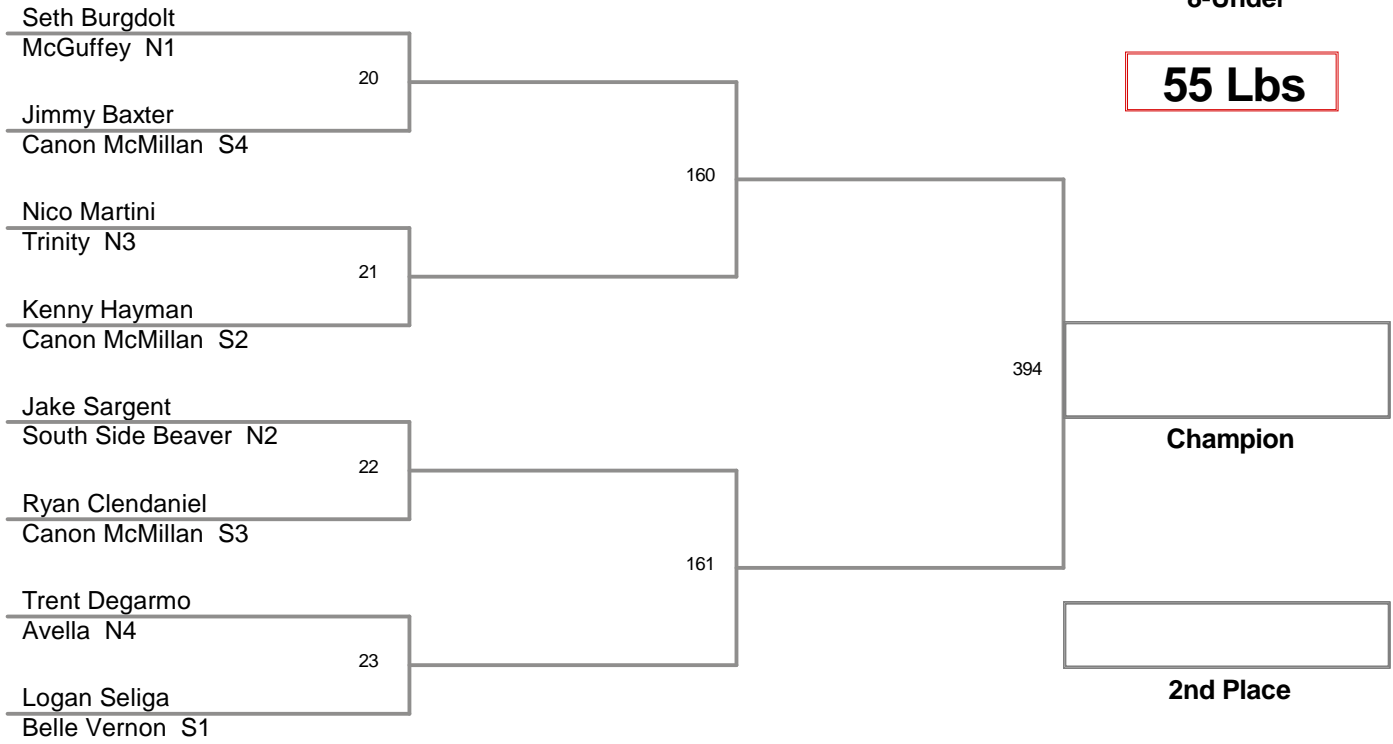 8-Under
Seth Burgdolt
McGuffey N1
55 Lbs
20
Jimmy Baxter
Canon McMillan S4
160
Nico Martini
Trinity N3
21
Kenny Hayman
Canon McMillan S2
394
Jake Sargent
South Side Beaver N2
Champion
22
Ryan Clendaniel
Canon McMillan S3
161
Trent Degarmo
Avella N4
23
2nd Place
Logan Seliga
Belle Vernon S1